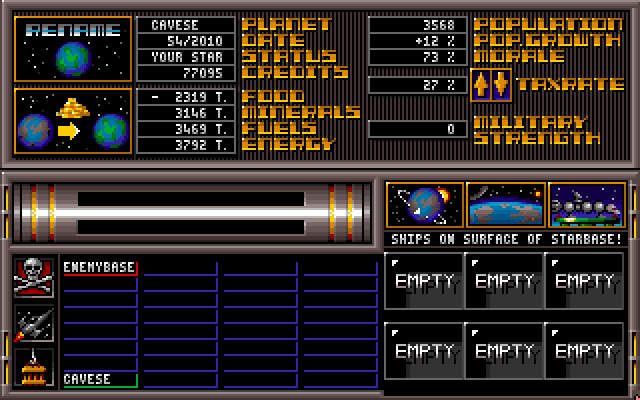 RENAME
CAVESE PLANET
54/2010 DATE
YOUR STAR STATUS
77095 CREDITS
- 2319 T. FOOD
3146 T. MINERALS
3469 T. FUELS
3792 T. ENERGY
3568 POPULATION
+12 % POP.GROWTH
73 % MORALE
27 % TAXRATE
0 MILITARY
STRENGTH
SHIPS ON SURFACE OF STARBASE!
ENEMYBASE
CAVESE
EMPTY EMPTY EMPTY
EMPTY EMPTY EMPTY